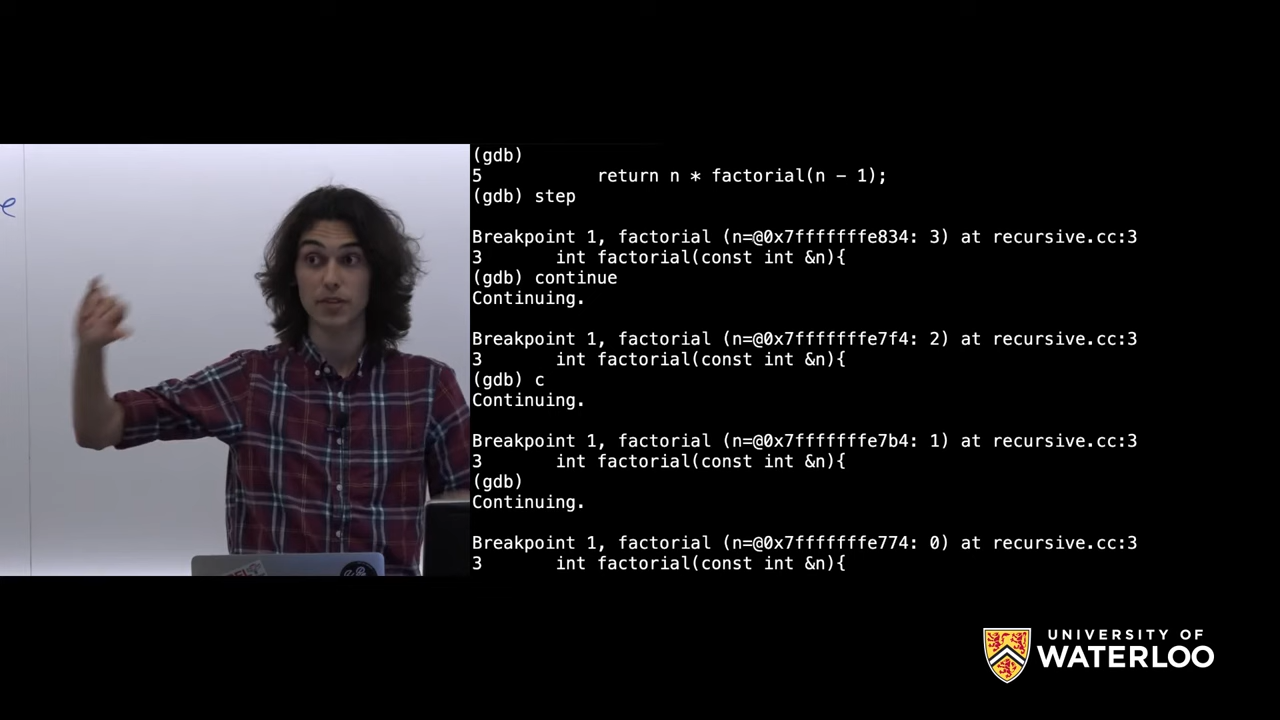 e
(gdb)
5 return n * factorial(n - 1);
(gdb) step
Breakpoint 1, factorial (n=@0x7fffffffe834: 3) at recursive.cc:3
3 int factorial(const int &n){
(gdb) continue
Continuing.
Breakpoint 1, factorial (n=@0x7fffffffe7f4: 2) at recursive.cc:3
3 int factorial(const int &n){
(gdb) c
Continuing.
Breakpoint 1, factorial (n=@0x7fffffffe7b4: 1) at recursive.cc:3
3 int factorial(const int &n){
(gdb)
Continuing.
Breakpoint 1, factorial (n=@0x7fffffffe774: 0) at recursive.cc:3
3 int factorial(const int &n){
UNIVERSITY OF
WATERLOO